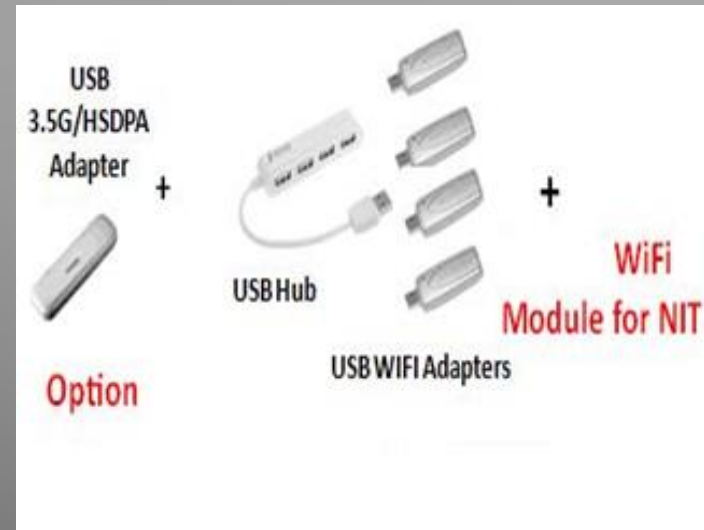 USB
3.5G/HSDPA
Adapter
+
USB Hub
+
WiFi
Module for NIT
USB WIFI Adapters
Option